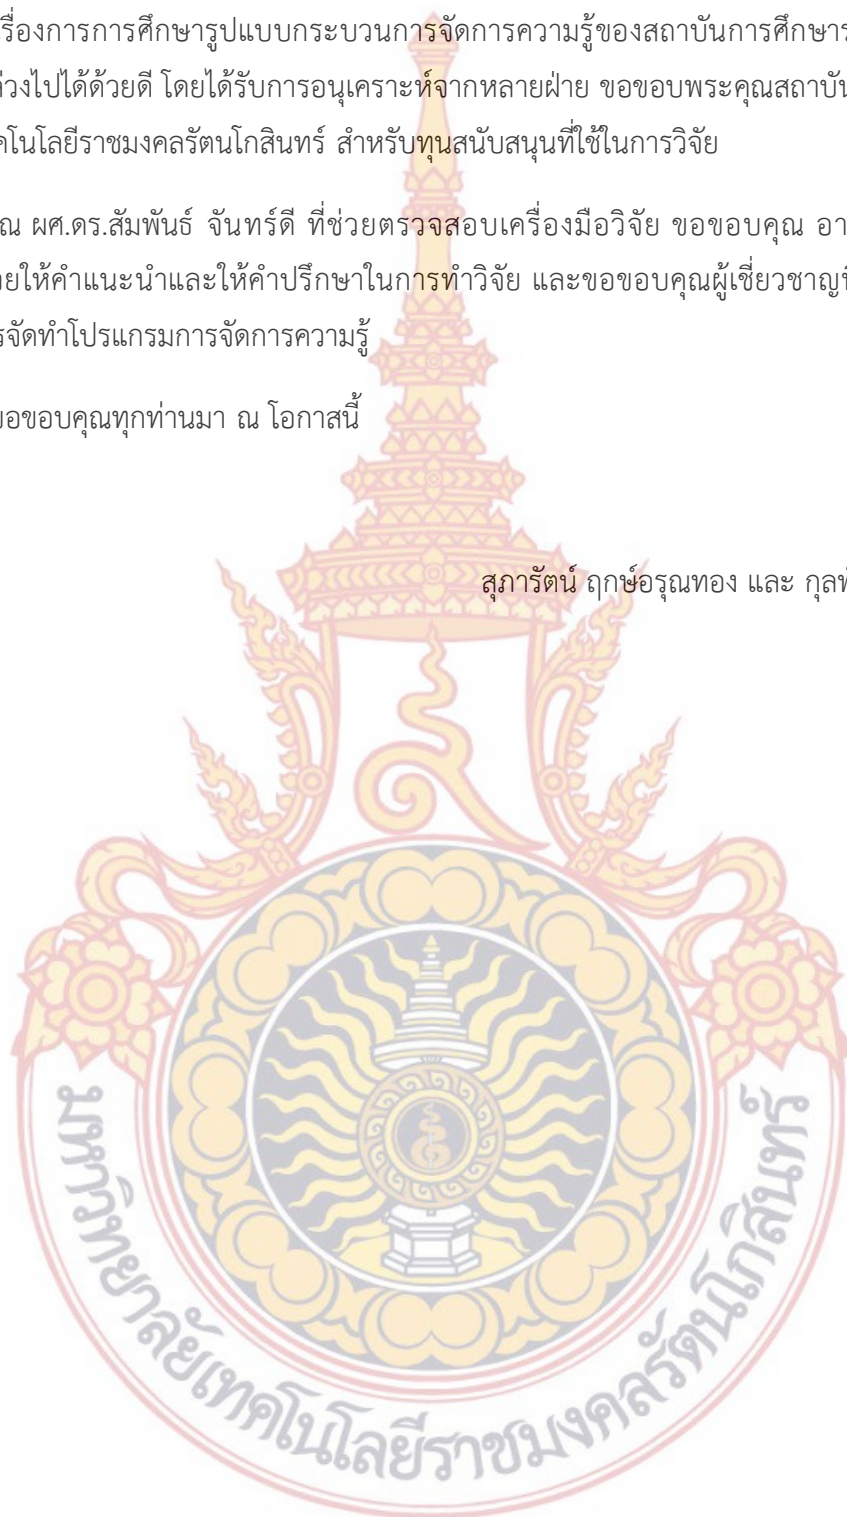 รื่องการการศึกษารูปแบบกระบวนการจัดการความรู้ของสถาบันการศึกษาร
ล่วงไปได้ด้วยดี โดยได้รับการอนุเคราะห์จากหลายฝ่าย ขอขอบพระคุณสถาบัน
คโนโลยีราชมงคลรัตนโกสินทร์ สำหรับทุนสนับสนุนที่ใช้ในการวิจัย
ณ ผศ.ดร.สัมพันธ์ จันทร์ดี ที่ช่วยตรวจสอบเครื่องมือวิจัย ขอขอบคุณ อา
วยให้คำแนะนำและให้คำปรึกษาในการทำวิจัย และขอขอบคุณผู้เชี่ยวชาญที่
รจัดทำโปรแกรมการจัดการความรู้
ขอขอบคุณทุกท่านมา ณ โอกาสนี้
สุภารัตน์ ฤกษ์อรุณทอง และ กุลพั
มหาวิทยาลัยเทคโนโลยีราชมงคลรัตนโกสินทร์